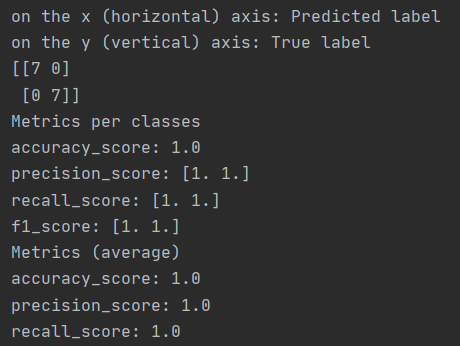 on the x (horizontal) axis: Predicted label
on the y (vertical) axis: True label
[[7 0]
 [0 7]]
Metrics per classes
accuracy_score: 1.0
precision_score: [1. 1.]
recall_score: [1. 1.]
f1_score: [1. 1.]
Metrics (average)
accuracy_score: 1.0
precision_score: 1.0
recall_score: 1.0